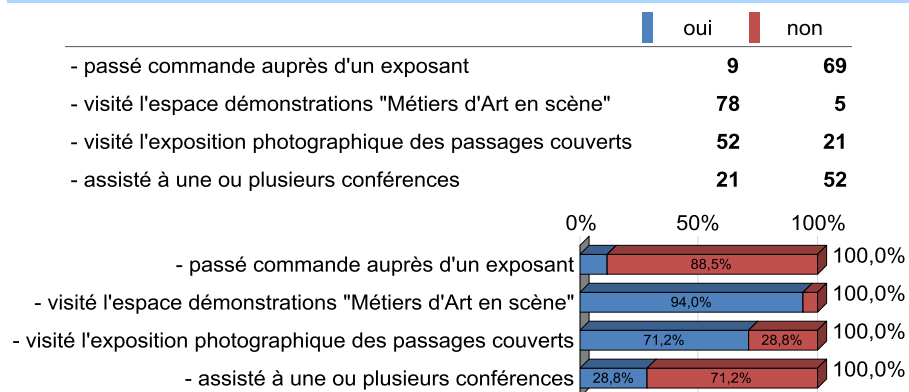 oui non
- passé commande auprès d'un exposant 9 69
- visité l'espace démonstrations "Métiers d'Art en scène" 78 5
- visité l'exposition photographique des passages couverts 52 21
- assisté à une ou plusieurs conférences 21 52
0% 50% 100%
- passé commande auprès d'un exposant 88,5% 100,0%
- visité l'espace démonstrations "Métiers d'Art en scène" 94,0% 100,0%
- visité l'exposition photographique des passages couverts 71,2% 28,8% 100,0%
- assisté à une ou plusieurs conférences 28,8% 71,2% 100,0%